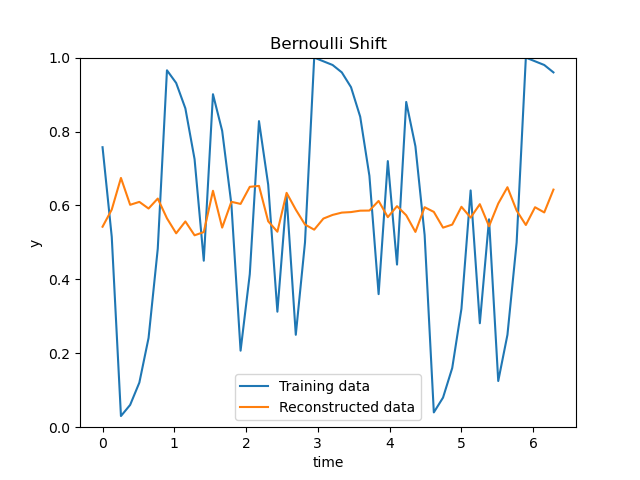 Bernoulli Shift
y
1.0
0.8
0.6
0.4
0.2
0.0
Training data
Reconstructed data
0 1 2 3 4 5 6
time